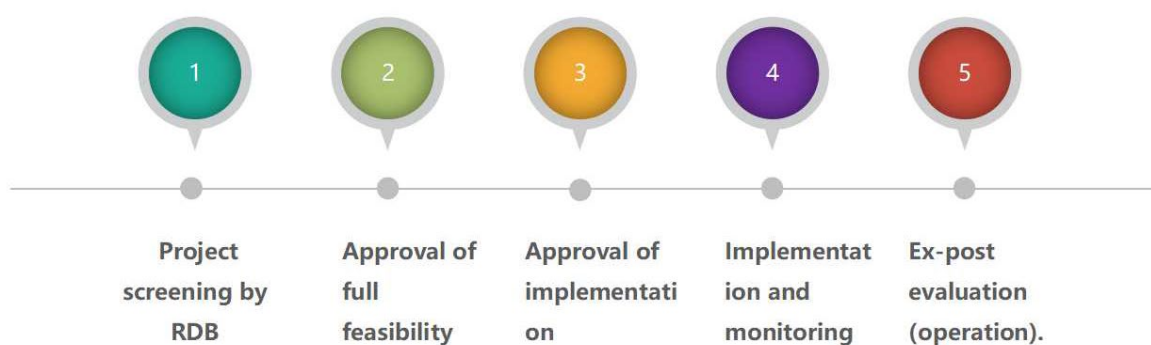 1
2
3
4
5
Project
screening by
RDB
Approval of
full
feasibility
Approval of
implementati
on
Implementat
ion and
monitoring
Ex-post
evaluation
(operation).